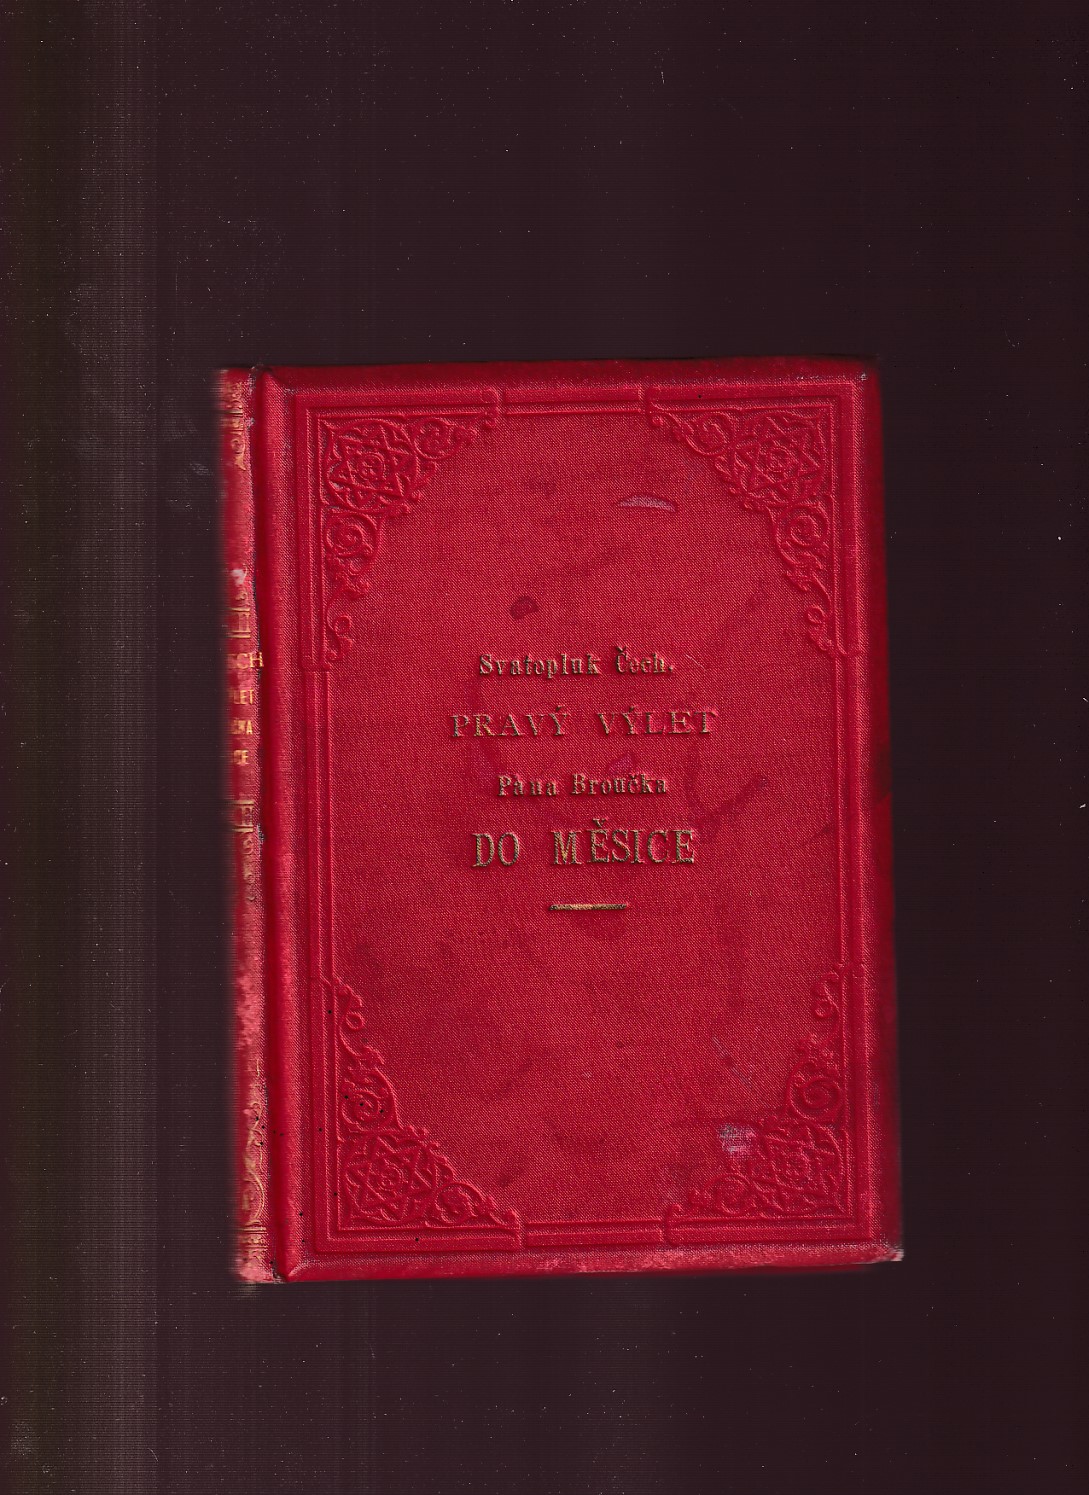 Svatopluk Čech.
PRAVÝ VÝLET
Pana Broučka
DO MĚSICE